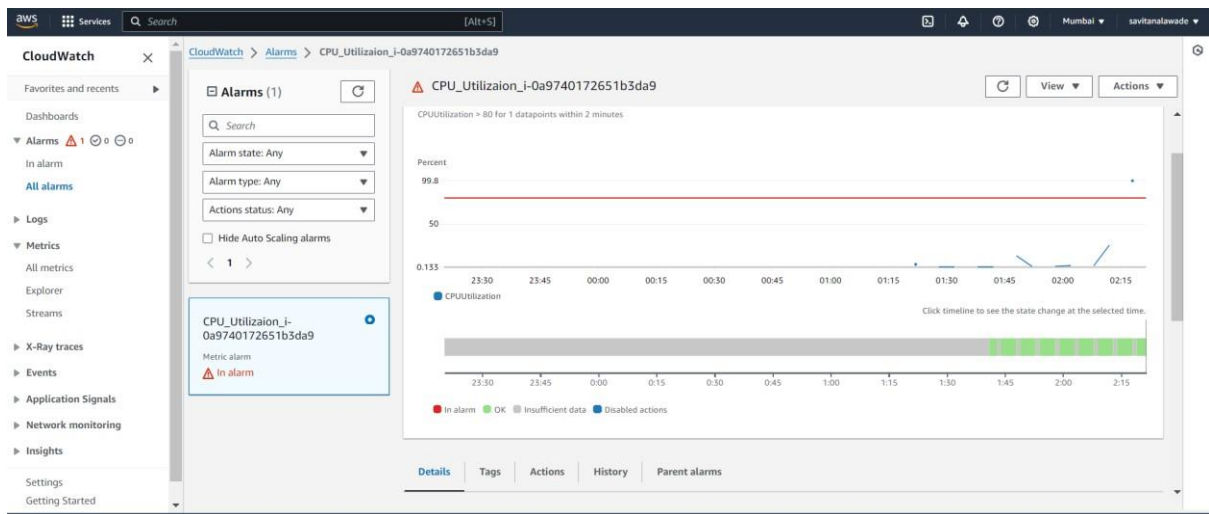 aws Services Search [Alt+S] Mumbai savitanalawade
CloudWatch
Favorites and recents
Dashboards
Alarms 1 0 0
In alarm
All alarms
Logs
Metrics
All metrics
Explorer
Streams
X-Ray traces
Events
Application Signals
Network monitoring
Insights
Settings
Getting Started
CloudWatch > Alarms > CPU_Utilizaion_i-0a9740172651b3da9
Alarms (1)
Search
Alarm state: Any
Alarm type: Any
Actions status: Any
Hide Auto Scaling alarms
< 1 >
CPU_Utilizaion_i-
0a9740172651b3da9
Metric alarm
In alarm
CPU_Utilizaion_i-0a9740172651b3da9
View Actions
CPUUtilization > 80 for 1 datapoints within 2 minutes
Percent
99.8
50
0.133
23:30 23:45 00:00 00:15 00:30 00:45 01:00 01:15 01:30 01:45 02:00 02:15
CPUUtilization
Click timeline to see the state change at the selected time.
23:30 23:45 0:00 0:15 0:30 0:45 1:00 1:15 1:30 1:45 2:00 2:15
In alarm OK Insufficient data Disabled actions
Details Tags Actions History Parent alarms